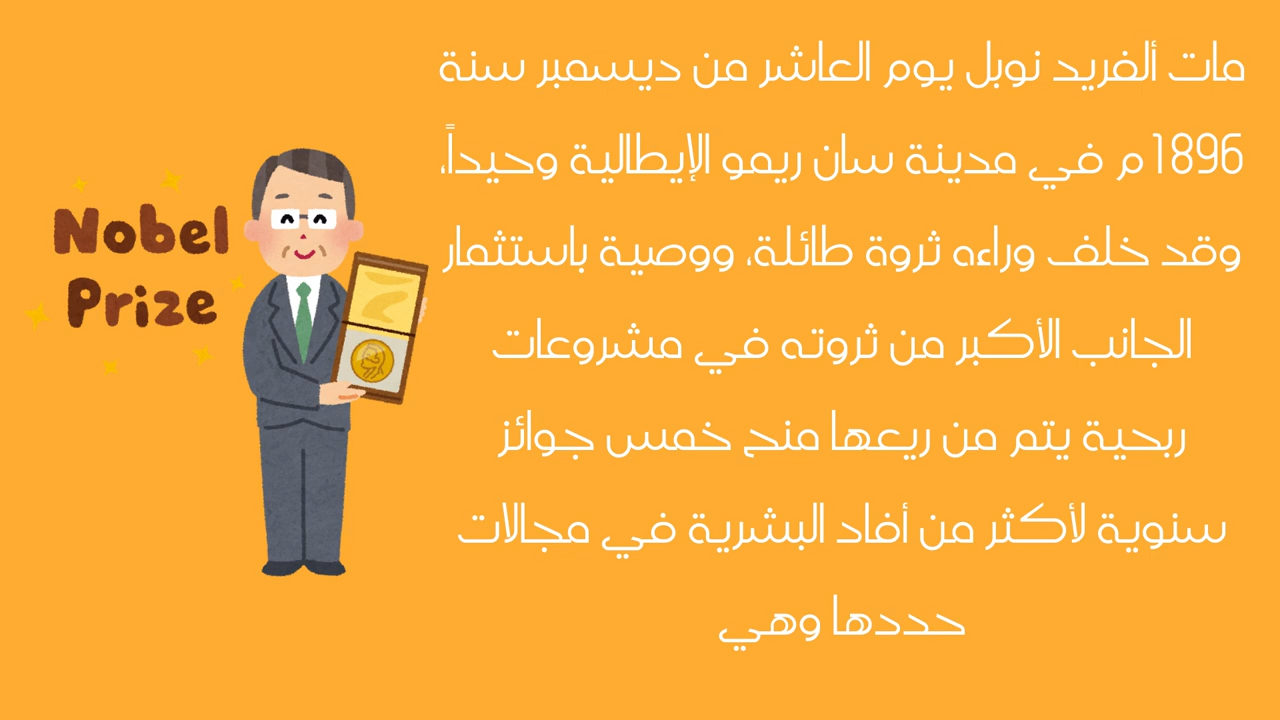 مات ألفريد نوبل يوم العاشر من ديسمبر سنة
1896م في مدينة سان ريمو الإيطالية وحيداً،
وقد خلف وراءه ثروة طائلة، ووصية باستثمار
الجانب الأكبر من ثروته في مشروعات
ربحية يتم من ريعها منح خمس جوائز
سنوية لأكثر من أفاد البشرية في مجالات
حددها وهي
Nobel
Prize